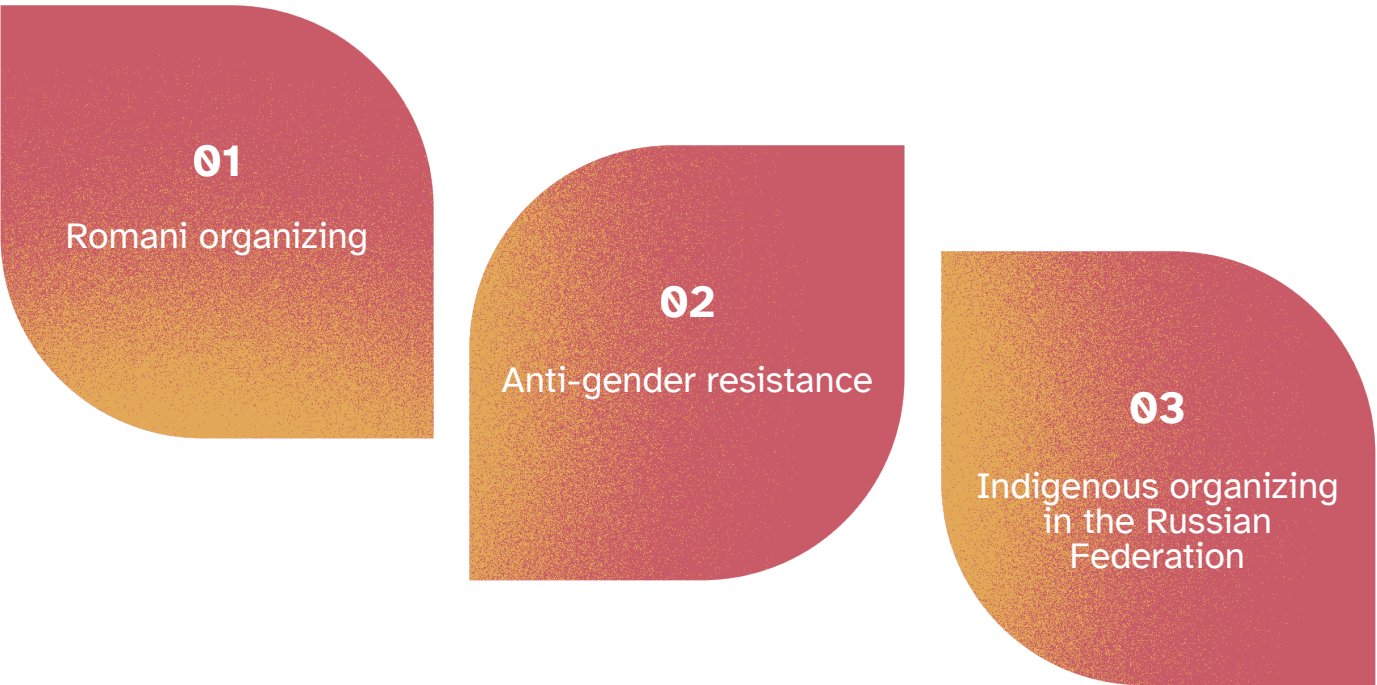 01
Romani organizing
02
Anti-gender resistance
03
Indigenous organizing
in the Russian
Federation